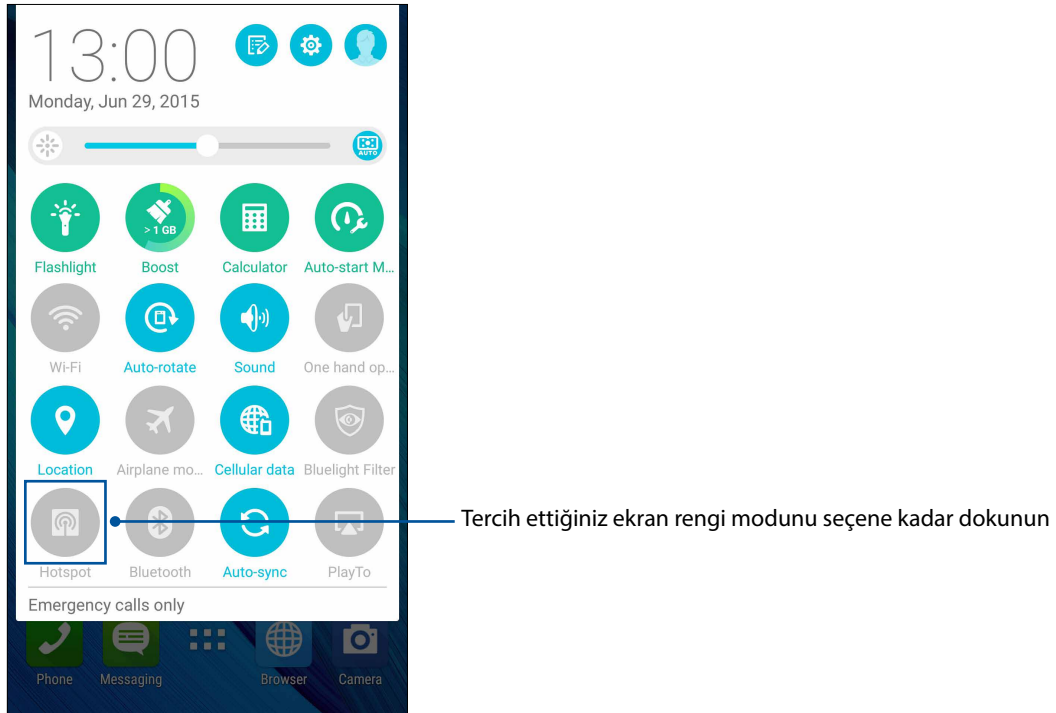 13:00
Monday, Jun 29, 2015
AUTO
> 1 GB
Flashlight Boost Calculator Auto-start M...
Wi-Fi Auto-rotate Sound One hand op...
Location Airplane mo... Cellular data Bluelight Filter
Tercih ettiğiniz ekran rengi modunu seçene kadar dokunun
Hotspot Bluetooth Auto-sync PlayTo
Emergency calls only
Phone Messaging Browser Camera